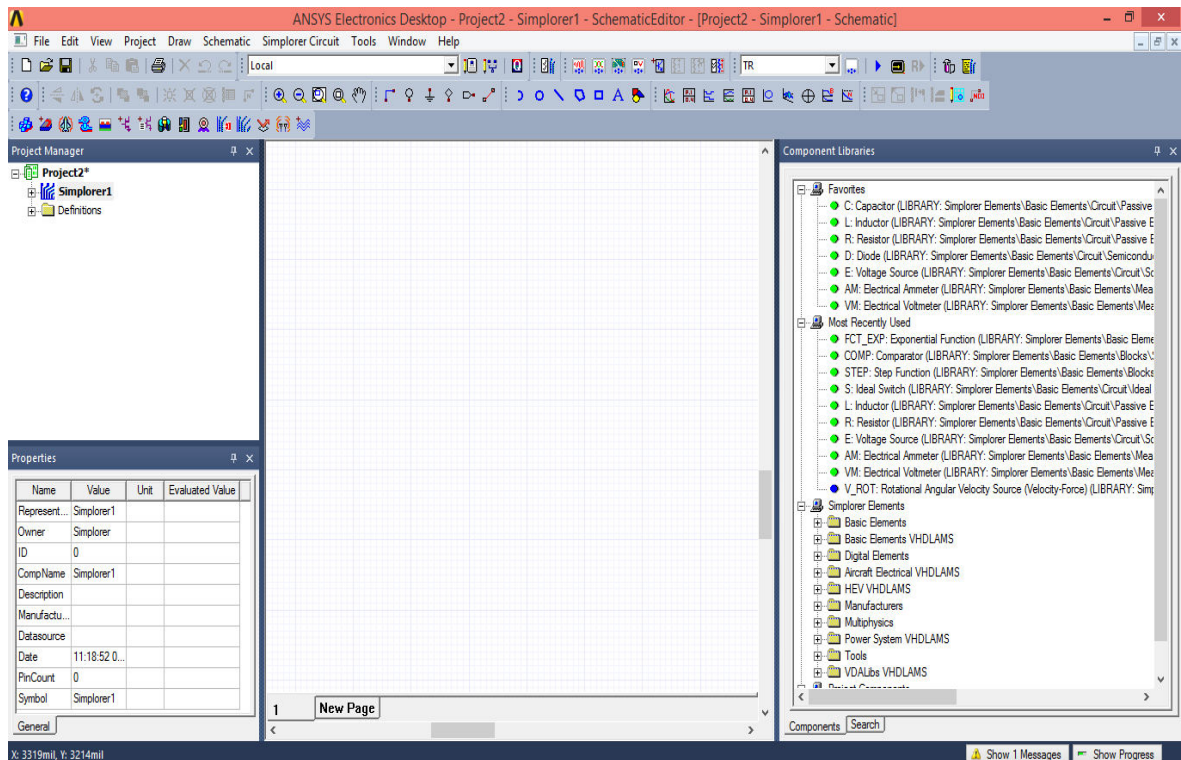 ANSYS Electronics Desktop - Project2 - Simplorer1 - SchematicEditor - [Project2 - Simplorer1 - Schematic]
File Edit View Project Draw Schematic Simplorer Circuit Tools Window Help
Local
TR
Project Manager
Project2*
Simplorer1
Definitions
Properties
Name Value Unit Evaluated Value
Represent... Simplorer1
Owner Simplorer
ID 0
CompName Simplorer1
Description
Manufactu...
Datasource
Date 11:18:52 0...
PinCount 0
Symbol Simplorer1
General
1 New Page
Component Libraries
Favorites
C: Capacitor (LIBRARY: Simplorer Elements\Basic Elements\Circuit\Passive
L: Inductor (LIBRARY: Simplorer Elements\Basic Elements\Circuit\Passive E
R: Resistor (LIBRARY: Simplorer Elements\Basic Elements\Circuit\Passive E
D: Diode (LIBRARY: Simplorer Elements\Basic Elements\Circuit\Semicondu
E: Voltage Source (LIBRARY: Simplorer Elements\Basic Elements\Circuit\So
AM: Electrical Ammeter (LIBRARY: Simplorer Elements\Basic Elements\Mea
VM: Electrical Voltmeter (LIBRARY: Simplorer Elements\Basic Elements\Mea
Most Recently Used
FCT_EXP: Exponential Function (LIBRARY: Simplorer Elements\Basic Eleme
COMP: Comparator (LIBRARY: Simplorer Elements\Basic Elements\Blocks\
STEP: Step Function (LIBRARY: Simplorer Elements\Basic Elements\Blocks
S: Ideal Switch (LIBRARY: Simplorer Elements\Basic Elements\Circuit\Ideal
L: Inductor (LIBRARY: Simplorer Elements\Basic Elements\Circuit\Passive E
R: Resistor (LIBRARY: Simplorer Elements\Basic Elements\Circuit\Passive E
E: Voltage Source (LIBRARY: Simplorer Elements\Basic Elements\Circuit\So
AM: Electrical Ammeter (LIBRARY: Simplorer Elements\Basic Elements\Mea
VM: Electrical Voltmeter (LIBRARY: Simplorer Elements\Basic Elements\Mea
V_ROT: Rotational Angular Velocity Source (Velocity-Force) (LIBRARY: Simp
Simplorer Elements
Basic Elements
Basic Elements VHDLAMS
Digital Elements
Aircraft Electrical VHDLAMS
HEV VHDLAMS
Manufacturers
Multiphysics
Power System VHDLAMS
Tools
VDALibs VHDLAMS
Project Components
Components Search
X: 3319mil, Y: 3214mil
Show 1 Messages Show Progress